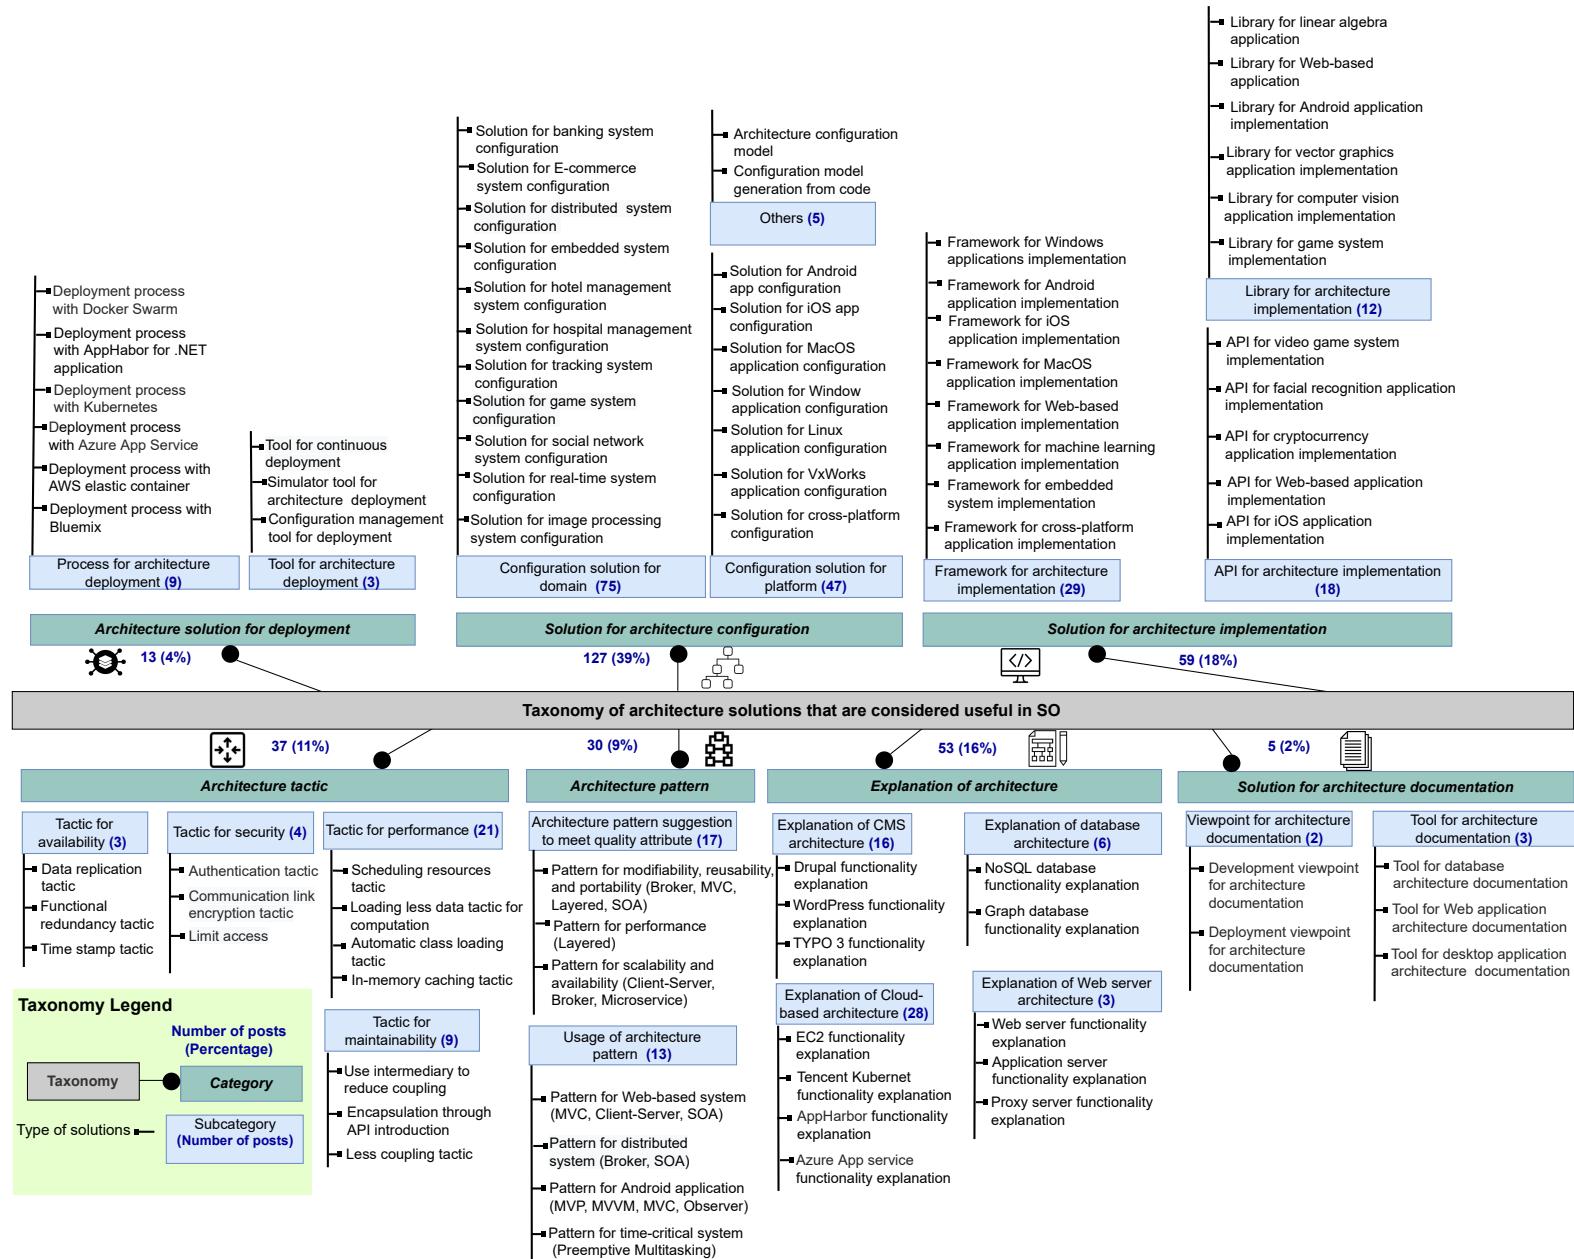 Library for linear algebra
application
Library for Web-based
application
Library for Android application
implementation
Library for vector graphics
application implementation
Library for computer vision
application implementation
Library for game system
implementation
Library for architecture
implementation (12)
API for video game system
implementation
API for facial recognition application
implementation
API for cryptocurrency
application implementation
API for Web-based application
implementation
API for iOS application
implementation
API for architecture implementation
(18)
Framework for Windows
applications implementation
Framework for Android
application implementation
Framework for iOS
application implementation
Framework for MacOS
application implementation
Framework for Web-based
application implementation
Framework for machine learning
application implementation
Framework for embedded
system implementation
Framework for cross-platform
application implementation
Framework for architecture
implementation (29)
Architecture configuration
model
Configuration model
generation from code
Others (5)
Solution for Android
app configuration
Solution for iOS app
configuration
Solution for MacOS
application configuration
Solution for Window
application configuration
Solution for Linux
application configuration
Solution for VxWorks
application configuration
Solution for cross-platform
configuration
Configuration solution for
platform (47)
Solution for banking system
configuration
Solution for E-commerce
system configuration
Solution for distributed system
configuration
Solution for embedded system
configuration
Solution for hotel management
system configuration
Solution for hospital management
system configuration
Solution for tracking system
configuration
Solution for game system
configuration
Solution for social network
system configuration
Solution for real-time system
configuration
Solution for image processing
system configuration
Configuration solution for
domain (75)
Deployment process
with Docker Swarm
Deployment process
with AppHabor for .NET
application
Deployment process
with Kubernetes
Deployment process
with Azure App Service
Deployment process with
AWS elastic container
Deployment process with
Bluemix
Process for architecture
deployment (9)
Tool for continuous
deployment
Simulator tool for
architecture deployment
Configuration management
tool for deployment
Tool for architecture
deployment (3)
Architecture solution for deployment
Solution for architecture configuration
Solution for architecture implementation
13 (4%)
127 (39%)
59 (18%)
Taxonomy of architecture solutions that are considered useful in SO
37 (11%)
30 (9%)
53 (16%)
5 (2%)
Architecture tactic
Architecture pattern
Explanation of architecture
Solution for architecture documentation
Tactic for
availability (3)
Data replication
tactic
Functional
redundancy tactic
Time stamp tactic
Tactic for security (4)
Authentication tactic
Communication link
encryption tactic
Limit access
Tactic for performance (21)
Scheduling resources
tactic
Loading less data tactic for
computation
Automatic class loading
tactic
In-memory caching tactic
Tactic for
maintainability (9)
Use intermediary to
reduce coupling
Encapsulation through
API introduction
Less coupling tactic
Architecture pattern suggestion
to meet quality attribute (17)
Pattern for modifiability, reusability,
and portability (Broker, MVC,
Layered, SOA)
Pattern for performance
(Layered)
Pattern for scalability and
availability (Client-Server,
Broker, Microservice)
Usage of architecture
pattern (13)
Pattern for Web-based system
(MVC, Client-Server, SOA)
Pattern for distributed
system (Broker, SOA)
Pattern for Android application
(MVP, MVVM, MVC, Observer)
Pattern for time-critical system
(Preemptive Multitasking)
Explanation of CMS
architecture (16)
Drupal functionality
explanation
WordPress functionality
explanation
TYPO 3 functionality
explanation
Explanation of Cloud-
based architecture (28)
EC2 functionality
explanation
Tencent Kubernet
functionality explanation
AppHarbor functionality
explanation
Azure App service
functionality explanation
Explanation of database
architecture (6)
NoSQL database
functionality explanation
Graph database
functionality explanation
Explanation of Web server
architecture (3)
Web server functionality
explanation
Application server
functionality explanation
Proxy server functionality
explanation
Viewpoint for architecture
documentation (2)
Development viewpoint
for architecture
documentation
Deployment viewpoint
for architecture
documentation
Tool for architecture
documentation (3)
Tool for database
architecture documentation
Tool for Web application
architecture documentation
Tool for desktop application
architecture documentation
Taxonomy Legend
Number of posts
(Percentage)
Taxonomy
Category
Type of solutions
Subcategory
(Number of posts)